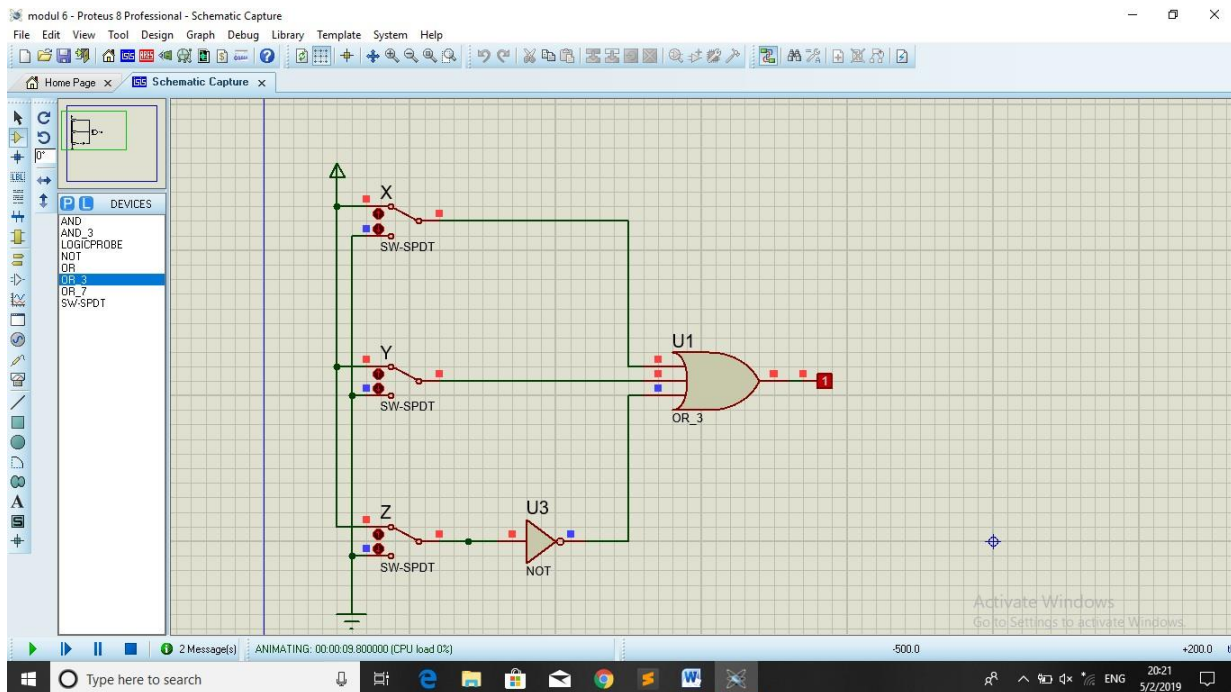 modul 6 - Proteus 8 Professional - Schematic Capture
File Edit View Tool Design Graph Debug Library Template System Help
Home Page × ISIS Schematic Capture ×
0°
LBL
P L DEVICES
AND
AND_3
LOGICPROBE
NOT
OR
OR_3
OR_7
SW-SPDT
A
S
X
SW-SPDT
Y
SW-SPDT
U1
1
OR_3
Z
SW-SPDT
U3
NOT
Activate Windows
Go to Settings to activate Windows.
2 Message(s) ANIMATING: 00:00:09.800000 (CPU load 0%) -500.0 +200.0
Type here to search
ENG
20:21
5/2/2019